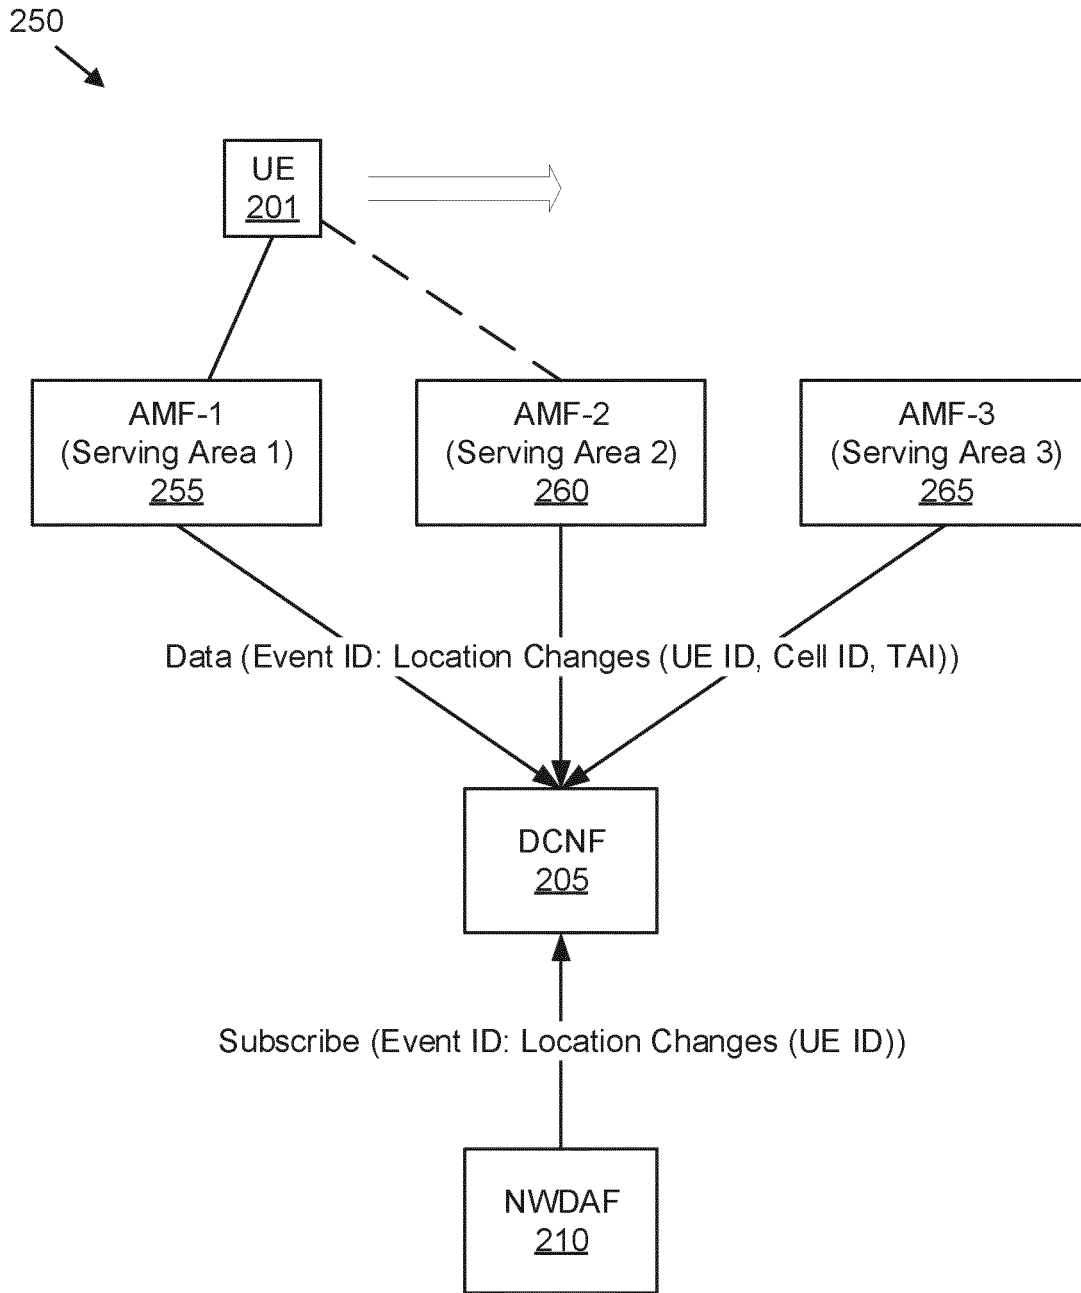 250
UE
201
AMF-1
(Serving Area 1)
255
AMF-2
(Serving Area 2)
260
AMF-3
(Serving Area 3)
265
Data (Event ID: Location Changes (UE ID, Cell ID, TAI))
DCNF
205
Subscribe (Event ID: Location Changes (UE ID))
NWDAF
210